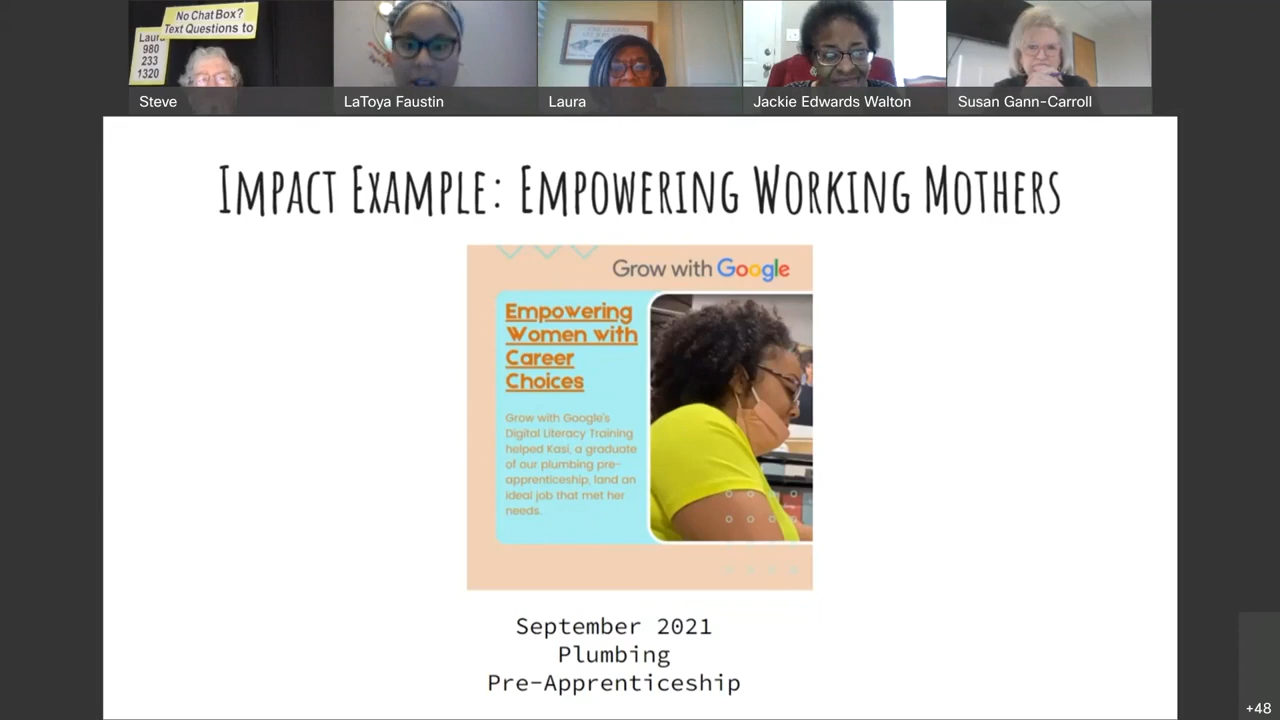 No Chat Box?
Text Questions to
Laura
980
233
1320
Steve
LaToya Faustin
Laura
Jackie Edwards Walton
Susan Gann-Carroll
Impact Example: Empowering Working Mothers
Grow with Google
Empowering
Women with
Career
Choices
Grow with Google's
Digital Literacy Training
helped Kasi, a graduate
of our plumbing pre-
apprenticeship, land an
ideal job that met her
needs.
September 2021
Plumbing
Pre-Apprenticeship
+48